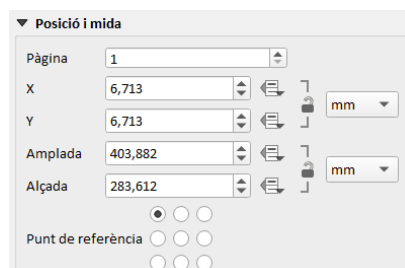 Posició i mida
Pàgina 1
X 6,713
mm
Y 6,713
Amplada 403,882
mm
Alçada 283,612
Punt de referència